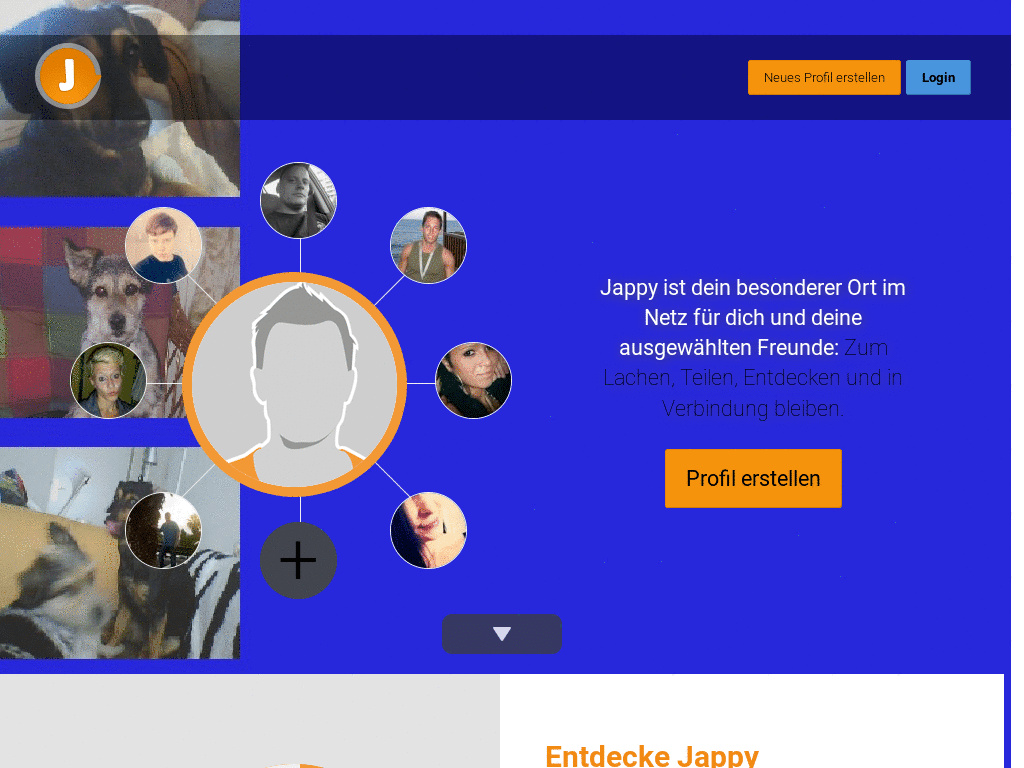 J
Neues Profil erstellen
Login
Jappy ist dein besonderer Ort im
Netz für dich und deine
ausgewählten Freunde: Zum
Lachen, Teilen, Entdecken und in
Verbindung bleiben.
Profil erstellen
Entdecke Jappy